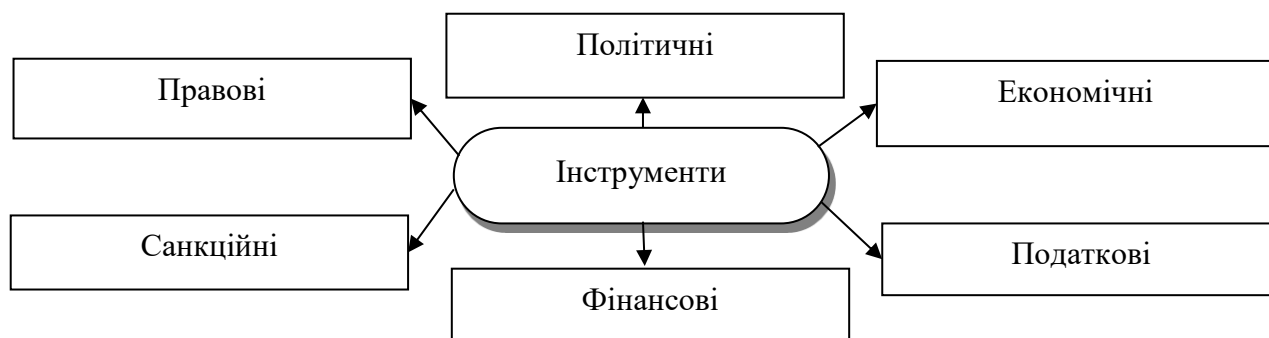 Політичні
Правові
Економічні
Інструменти
Санкційні
Податкові
Фінансові